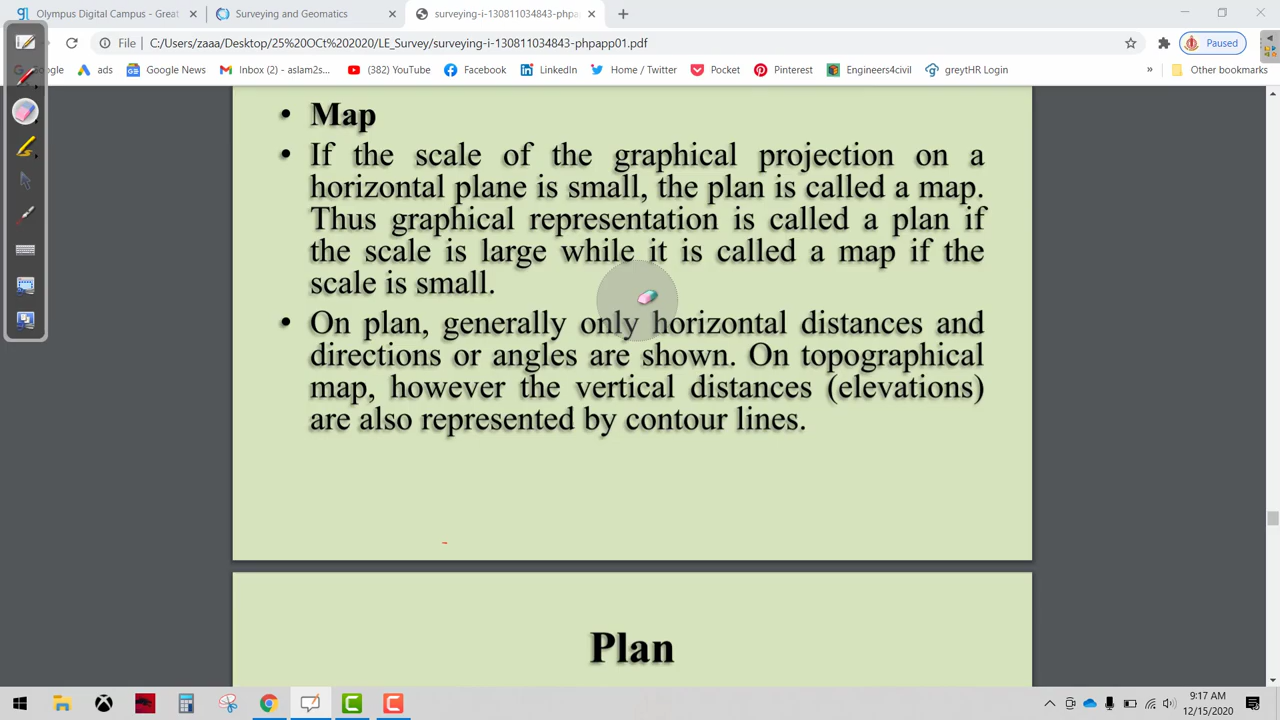 Olympus Digital Campus - Great
Surveying and Geomatics
surveying-i-130811034843-phpapp
File C:/Users/zaaa/Desktop/25%20OCt%202020/LE_Survey/surveying-i-130811034843-phpapp01.pdf
Paused
ads Google News Inbox (2) - aslam2s... (382) YouTube Facebook LinkedIn Home / Twitter Pocket Pinterest Engineers4civil greytHR Login » Other bookmarks
• Map
• If the scale of the graphical projection on a
horizontal plane is small, the plan is called a map.
Thus graphical representation is called a plan if
the scale is large while it is called a map if the
scale is small.
• On plan, generally only horizontal distances and
directions or angles are shown. On topographical
map, however the vertical distances (elevations)
are also represented by contour lines.
Plan
9:17 AM
12/15/2020